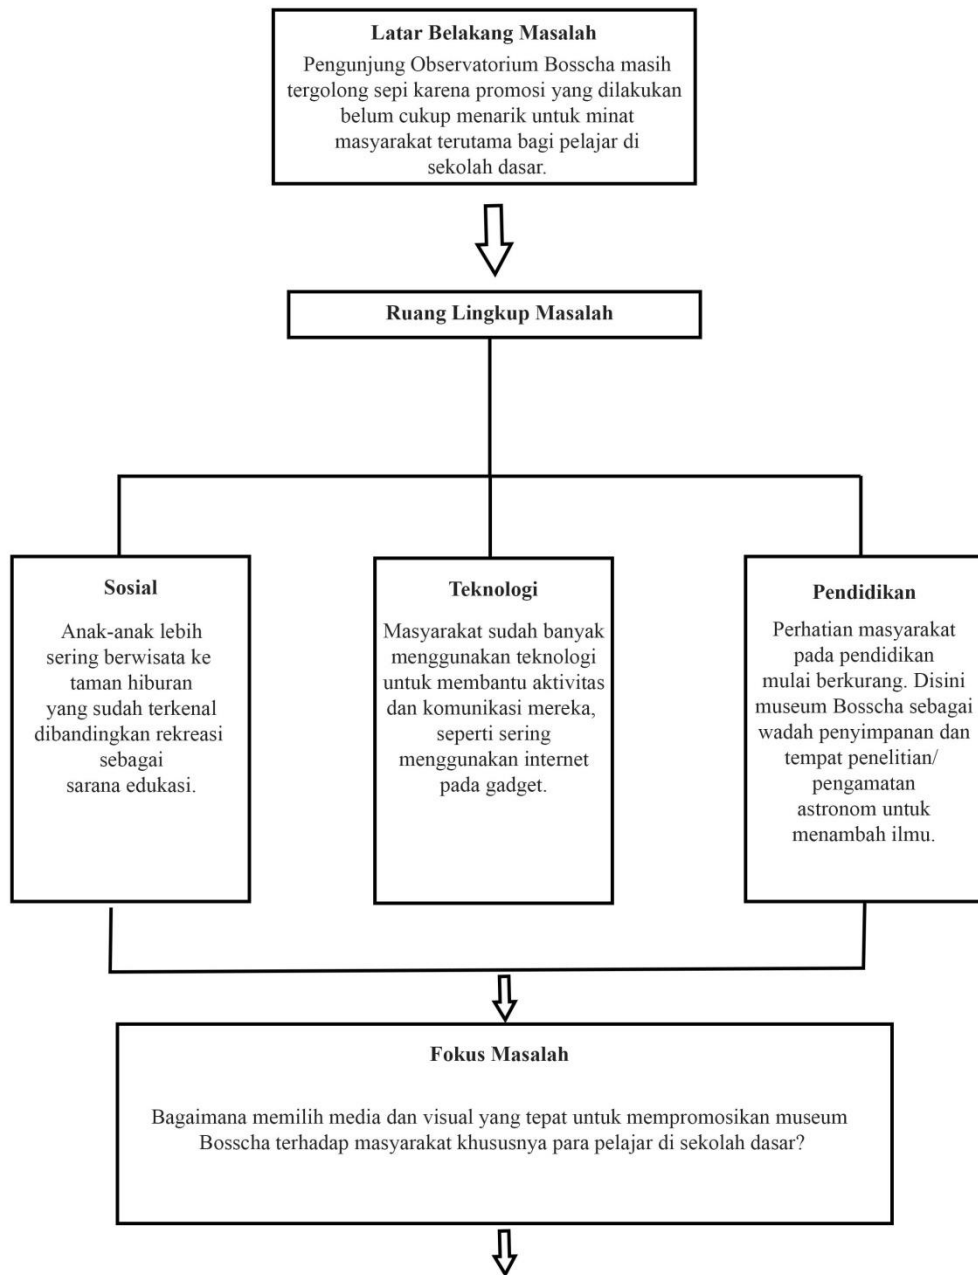 Latar Belakang Masalah
Pengunjung Observatorium Bosscha masih
tergolong sepi karena promosi yang dilakukan
belum cukup menarik untuk minat
masyarakat terutama bagi pelajar di
sekolah dasar.
Ruang Lingkup Masalah
Sosial
Anak-anak lebih
sering berwisata ke
taman hiburan
yang sudah terkenal
dibandingkan rekreasi
sebagai
sarana edukasi.
Teknologi
Masyarakat sudah banyak
menggunakan teknologi
untuk membantu aktivitas
dan komunikasi mereka,
seperti sering
menggunakan internet
pada gadget.
Pendidikan
Perhatian masyarakat
pada pendidikan
mulai berkurang. Disini
museum Bosscha sebagai
wadah penyimpanan dan
tempat penelitian/
pengamatan
astronom untuk
menambah ilmu.
Fokus Masalah
Bagaimana memilih media dan visual yang tepat untuk mempromosikan museum
Bosscha terhadap masyarakat khususnya para pelajar di sekolah dasar?